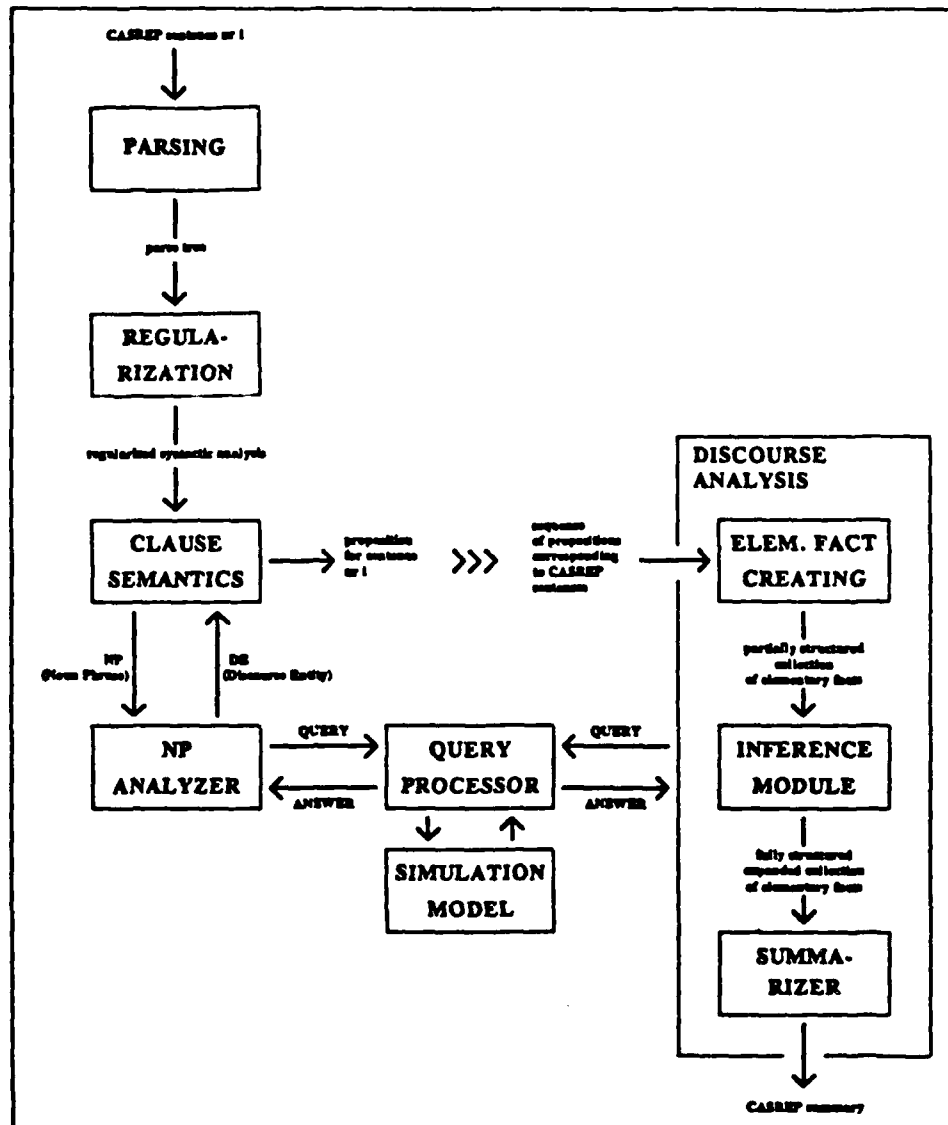 CASREP sentence nr i
PARSING
parse tree
REGULA-
RIZATION
regularized syntactic analysis
CLAUSE
SEMANTICS
proposition
for sentence
nr i
>>>
sequence
of propositions
corresponding
to CASREP
sentences
DISCOURSE
ANALYSIS
ELEM. FACT
CREATING
NP
(Noun Phrase)
DE
(Discourse Entity)
partially structured
collection
of elementary facts
NP
ANALYZER
QUERY
ANSWER
QUERY
PROCESSOR
QUERY
ANSWER
INFERENCE
MODULE
SIMULATION
MODEL
fully structured
expanded collection
of elementary facts
SUMMA-
RIZER
CASREP summary